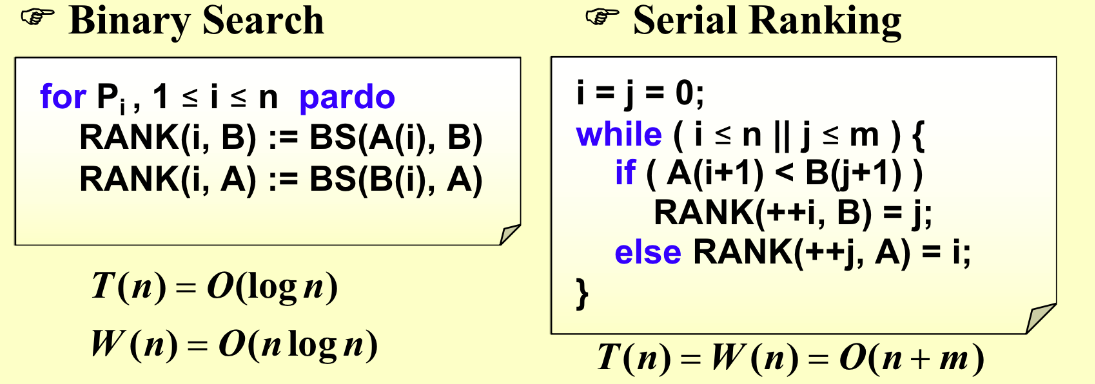 ☞ Binary Search
for Pᵢ , 1 ≤ i ≤ n pardo
RANK(i, B) := BS(A(i), B)
RANK(i, A) := BS(B(i), A)
T(n) = O(log n)
W(n) = O(n log n)
☞ Serial Ranking
i = j = 0;
while ( i ≤ n || j ≤ m ) {
if ( A(i+1) < B(j+1) )
RANK(++i, B) = j;
else RANK(++j, A) = i;
}
T(n) = W(n) = O(n + m)